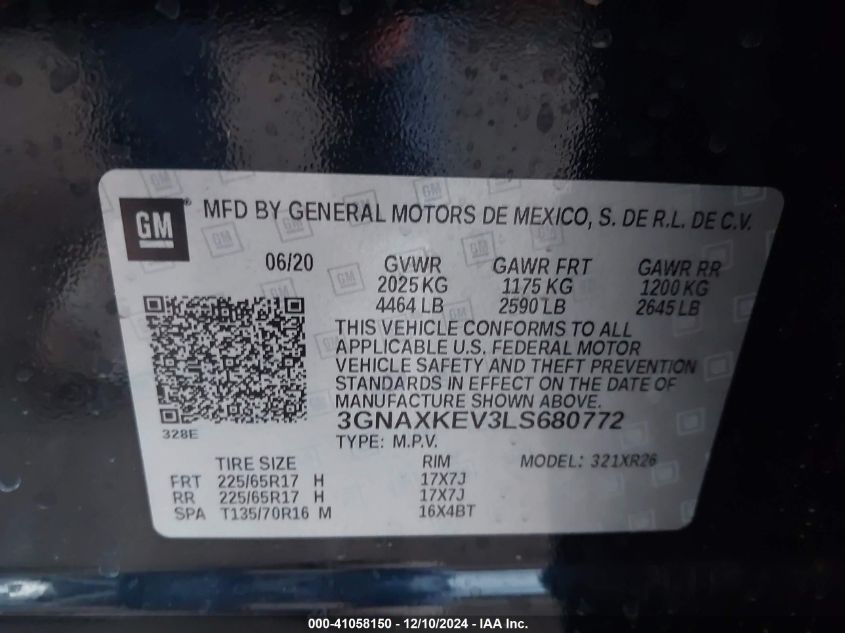 GM® MFD BY GENERAL MOTORS DE MEXICO, S. DE R.L. DE C.V.
06/20 GVWR GAWR FRT GAWR RR
2025 KG 1175 KG 1200 KG
4464 LB 2590 LB 2645 LB
THIS VEHICLE CONFORMS TO ALL
APPLICABLE U.S. FEDERAL MOTOR
VEHICLE SAFETY AND THEFT PREVENTION
STANDARDS IN EFFECT ON THE DATE OF
MANUFACTURE SHOWN ABOVE.
328E 3GNAXKEV3LS680772
TYPE: M.P.V.
TIRE SIZE RIM MODEL: 321XR26
FRT 225/65R17 H 17X7J
RR 225/65R17 H 17X7J
SPA T135/70R16 M 16X4BT
000-41058150 - 12/10/2024 - IAA Inc.